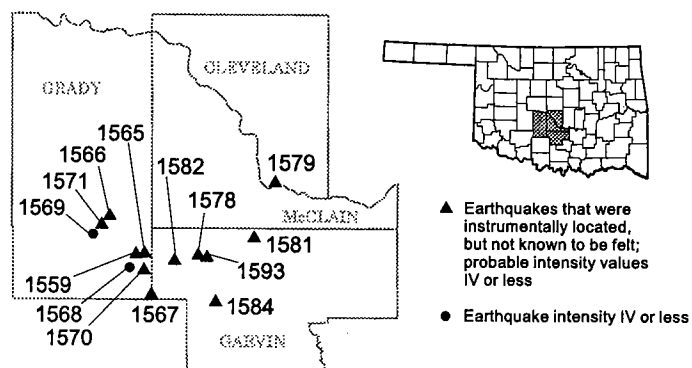 CLEVELAND
GRADY
1565
1566
1582
1579
1571
1578
1569
McCLAIN
1581
1593
1559
1568
1567
1584
1570
GARVIN
▲ Earthquakes that were
instrumentally located,
but not known to be felt;
probable intensity values
IV or less
● Earthquake intensity IV or less